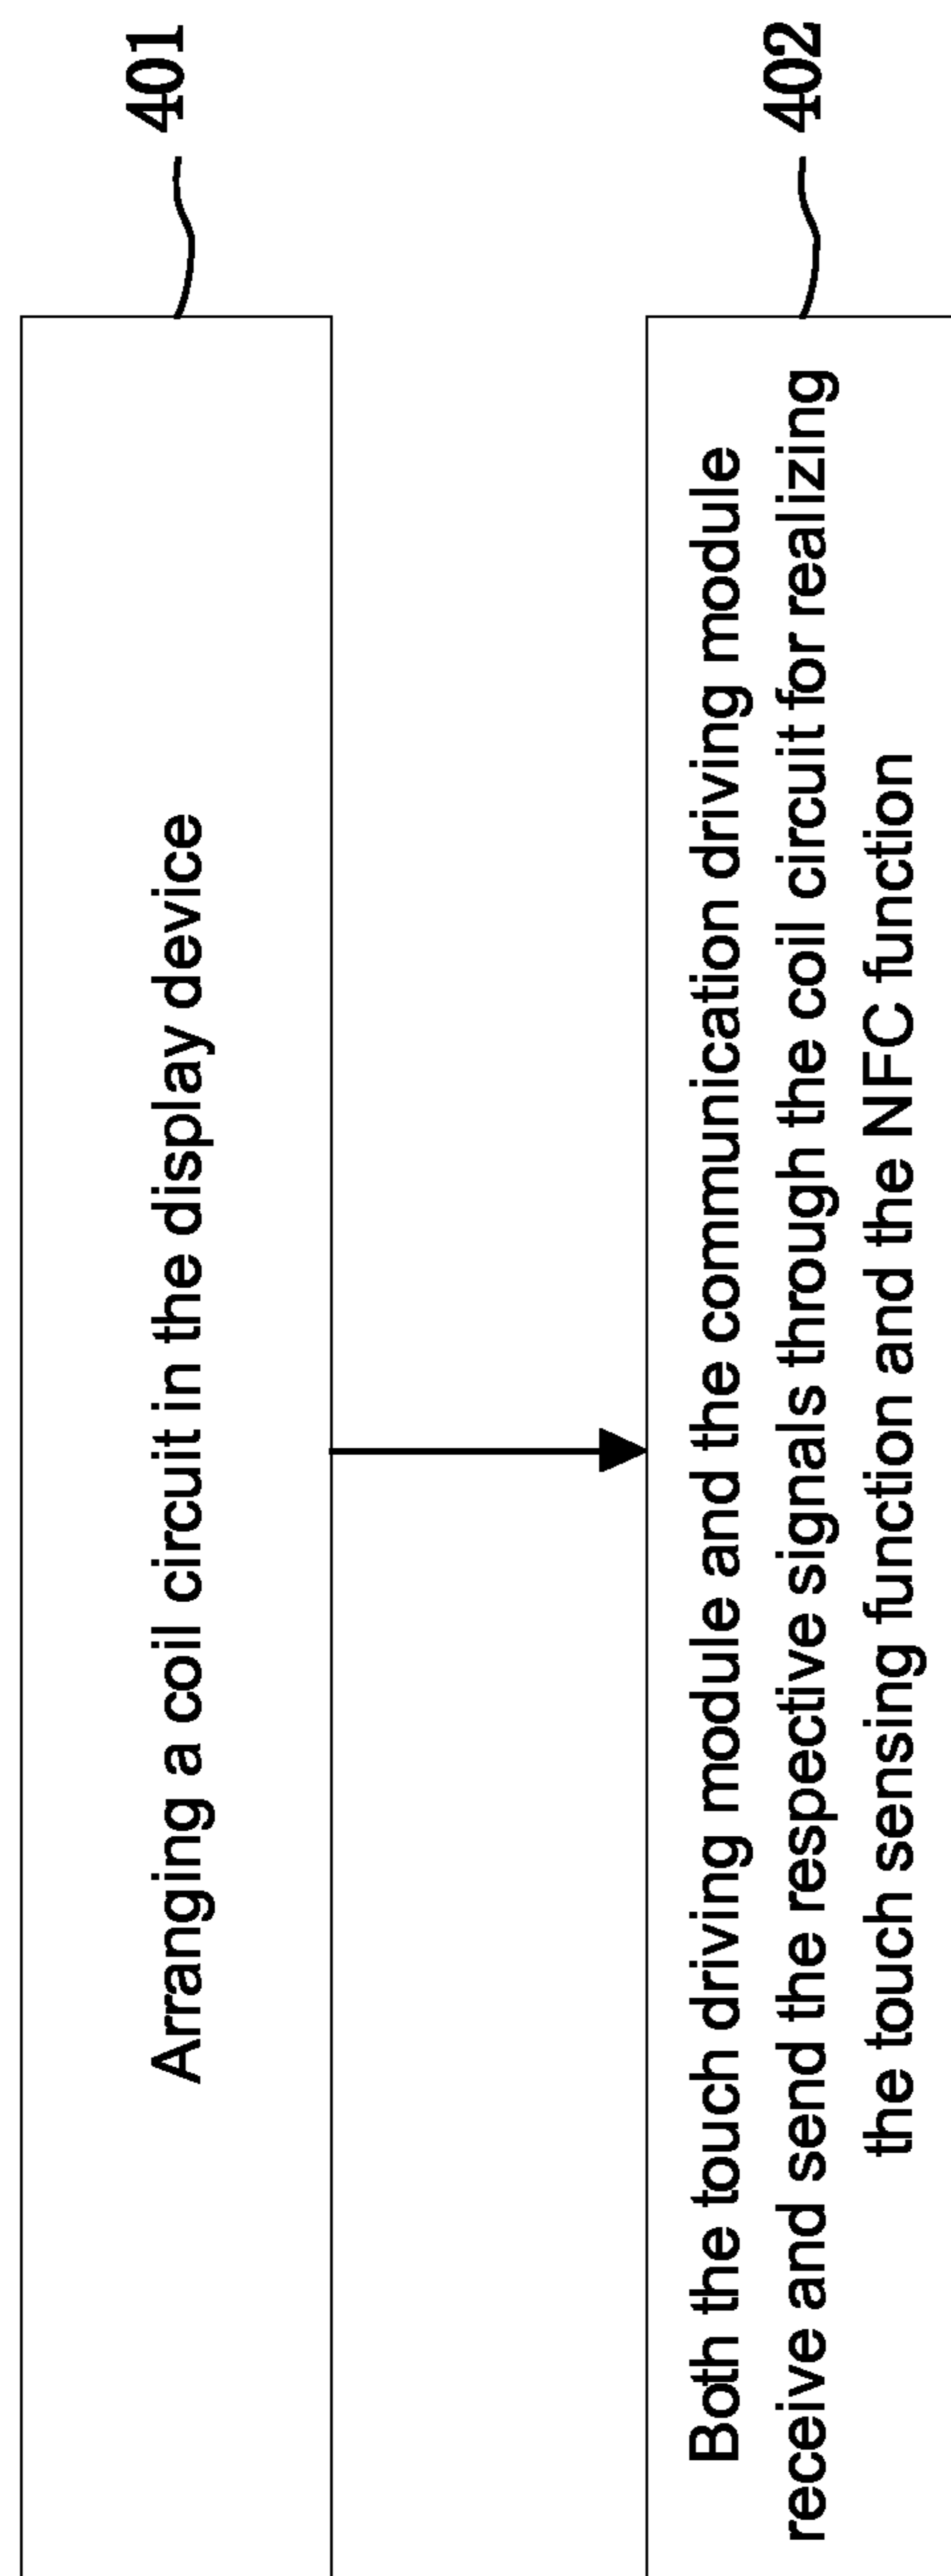 Arranging a coil circuit in the display device
401
Both the touch driving module and the communication driving module
receive and send the respective signals through the coil circuit for realizing
the touch sensing function and the NFC function
402